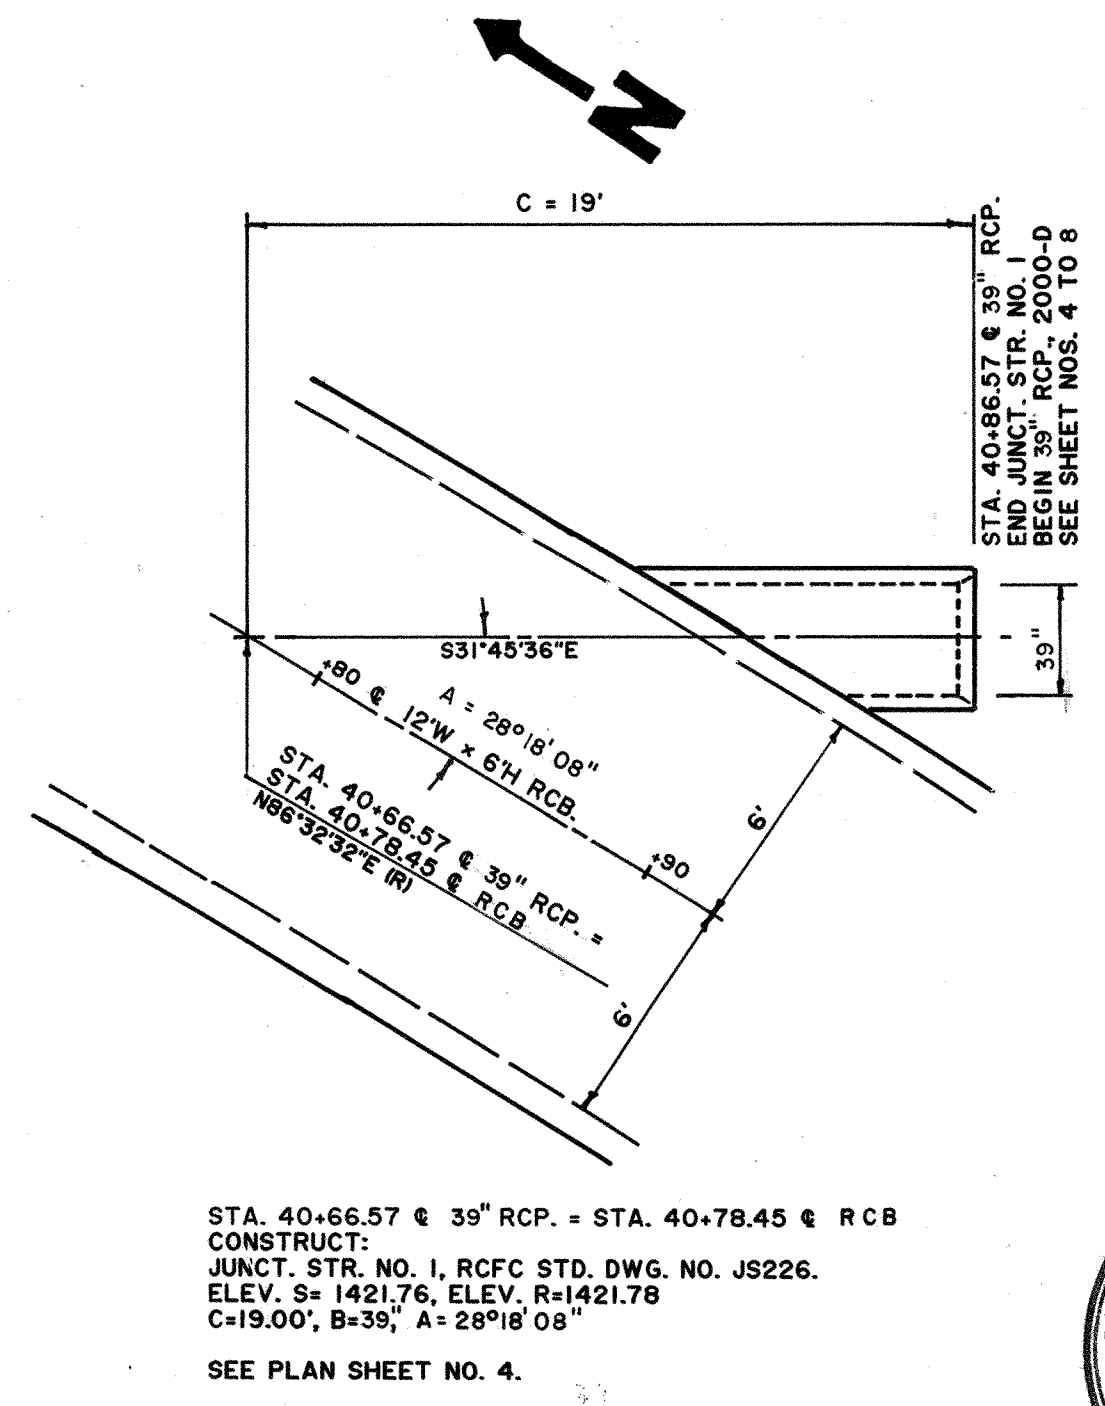 N
C = 19'
STA. 40+86.57 ℄ 39" RCP.
END JUNCT. STR. NO. 1
BEGIN 39" RCP., 2000-D
SEE SHEET NOS. 4 TO 8
39"
S31°45'36"E
+80 ℄ 12'W x 6'H RCB.
A = 28°18'08"
+90
6'
6'
STA. 40+66.57 ℄ 39" RCP. =
STA. 40+78.45 ℄ RCB
N86°32'32"E (R)
STA. 40+66.57 ℄ 39" RCP. = STA. 40+78.45 ℄ RCB
CONSTRUCT:
JUNCT. STR. NO. 1, RCFC STD. DWG. NO. JS226.
ELEV. S= 1421.76, ELEV. R=1421.78
C=19.00', B=39," A= 28°18'08"
SEE PLAN SHEET NO. 4.